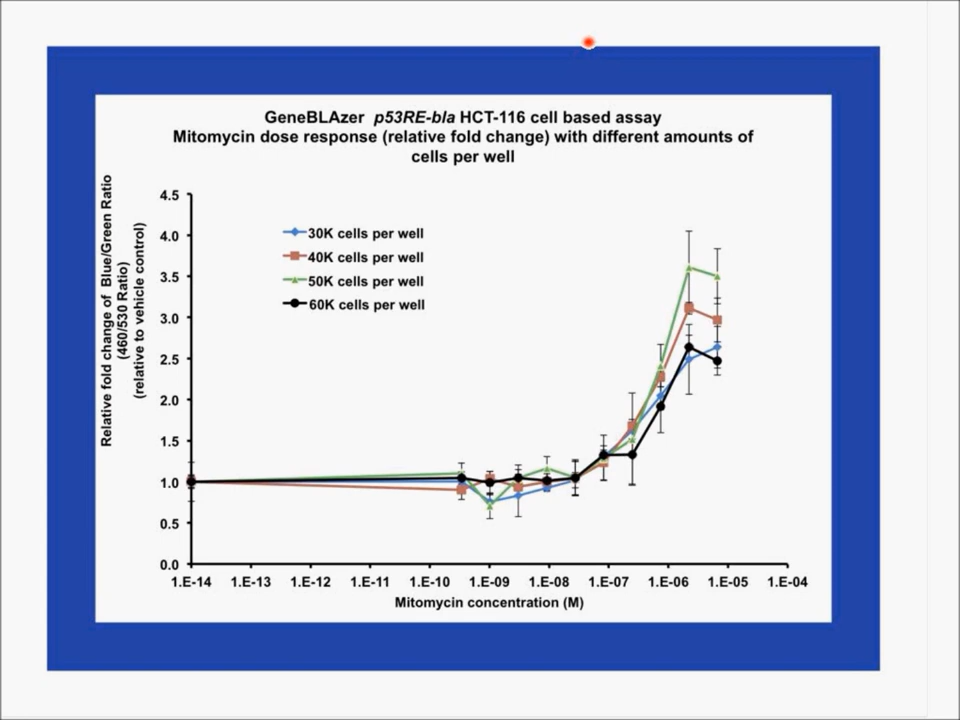 GeneBLAzer p53RE-bla HCT-116 cell based assay
Mitomycin dose response (relative fold change) with different amounts of
cells per well
Relative fold change of Blue/Green Ratio
(460/530 Ratio)
(relative to vehicle control)
4.5
4.0
3.5
3.0
2.5
2.0
1.5
1.0
0.5
0.0
30K cells per well
40K cells per well
50K cells per well
60K cells per well
1.E-14 1.E-13 1.E-12 1.E-11 1.E-10 1.E-09 1.E-08 1.E-07 1.E-06 1.E-05 1.E-04
Mitomycin concentration (M)